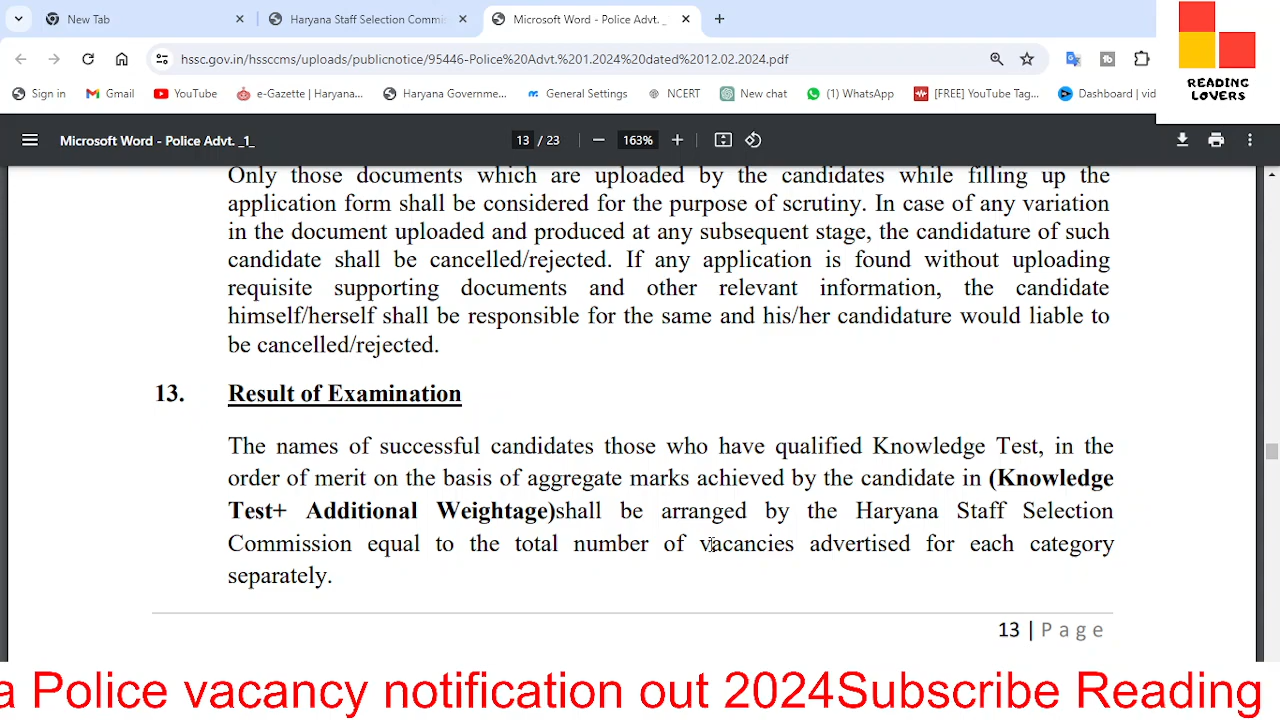 New Tab
Haryana Staff Selection Commi
Microsoft Word - Police Advt. _
hssc.gov.in/hssccms/uploads/publicnotice/95446-Police%20Advt.%201.2024%20dated%2012.02.2024.pdf
Sign in Gmail YouTube e-Gazette | Haryana... Haryana Governme... General Settings NCERT New chat (1) WhatsApp [FREE] YouTube Tag... Dashboard | vid
READING
LOVERS
Microsoft Word - Police Advt. _1_
13 / 23
163%
Only those documents which are uploaded by the candidates while filling up the
application form shall be considered for the purpose of scrutiny. In case of any variation
in the document uploaded and produced at any subsequent stage, the candidature of such
candidate shall be cancelled/rejected. If any application is found without uploading
requisite supporting documents and other relevant information, the candidate
himself/herself shall be responsible for the same and his/her candidature would liable to
be cancelled/rejected.
13. Result of Examination
The names of successful candidates those who have qualified Knowledge Test, in the
order of merit on the basis of aggregate marks achieved by the candidate in (Knowledge
Test+ Additional Weightage)shall be arranged by the Haryana Staff Selection
Commission equal to the total number of vacancies advertised for each category
separately.
13 | Page
a Police vacancy notification out 2024Subscribe Reading